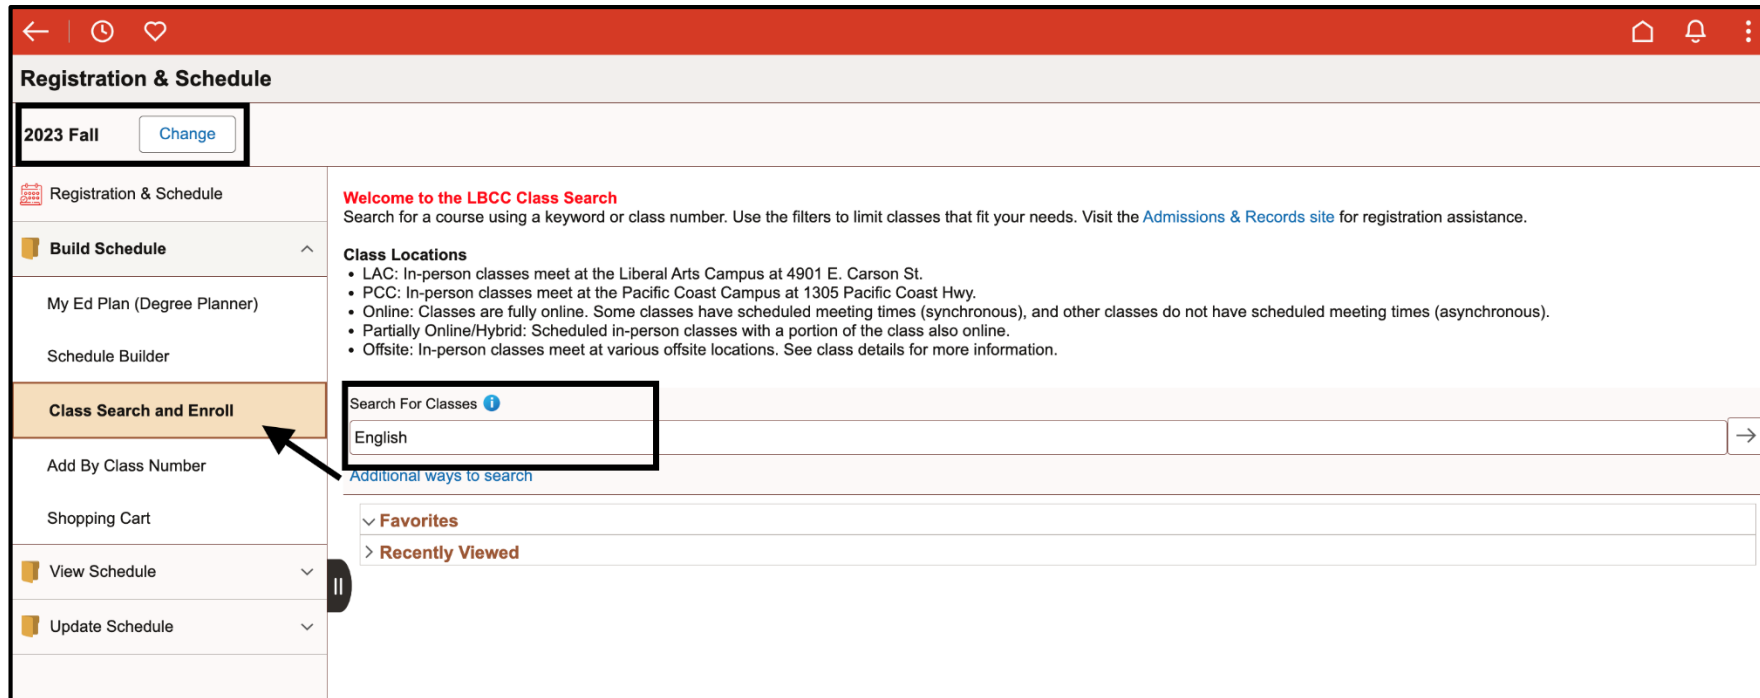 Registration & Schedule
2023 Fall
Change
Registration & Schedule
Build Schedule
My Ed Plan (Degree Planner)
Schedule Builder
Class Search and Enroll
Add By Class Number
Shopping Cart
View Schedule
Update Schedule
Welcome to the LBCC Class Search
Search for a course using a keyword or class number. Use the filters to limit classes that fit your needs. Visit the Admissions & Records site for registration assistance.
Class Locations
• LAC: In-person classes meet at the Liberal Arts Campus at 4901 E. Carson St.
• PCC: In-person classes meet at the Pacific Coast Campus at 1305 Pacific Coast Hwy.
• Online: Classes are fully online. Some classes have scheduled meeting times (synchronous), and other classes do not have scheduled meeting times (asynchronous).
• Partially Online/Hybrid: Scheduled in-person classes with a portion of the class also online.
• Offsite: In-person classes meet at various offsite locations. See class details for more information.
Search For Classes
English
Additional ways to search
Favorites
Recently Viewed